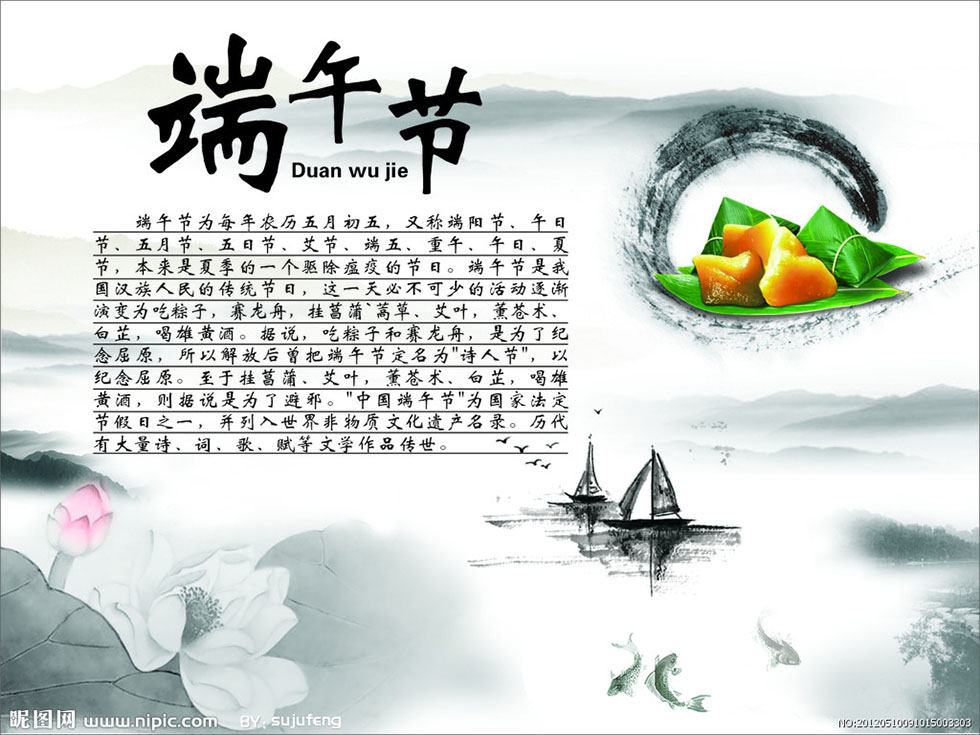 端午节
Duan wu jie
端午节为每年农历五月初五，又称端阳节、午日
节、五月节、五日节、艾节、端五、重午、午日、夏
节，本来是夏季的一个驱除瘟疫的节日。端午节是我
国汉族人民的传统节日，这一天必不可少的活动逐渐
演变为吃粽子，赛龙舟，挂菖蒲`蒿草、艾叶，薰苍术、
白芷，喝雄黄酒。据说，吃粽子和赛龙舟，是为了纪
念屈原，所以解放后曾把端午节定名为"诗人节"，以
纪念屈原。至于挂菖蒲、艾叶，薰苍术、白芷，喝雄
黄酒，则据说是为了避邪。"中国端午节"为国家法定
节假日之一，并列入世界非物质文化遗产名录。历代
有大量诗、词、歌、赋等文学作品传世。
昵图网 www.nipic.com BY: sujufeng
NO:20120510091015003303